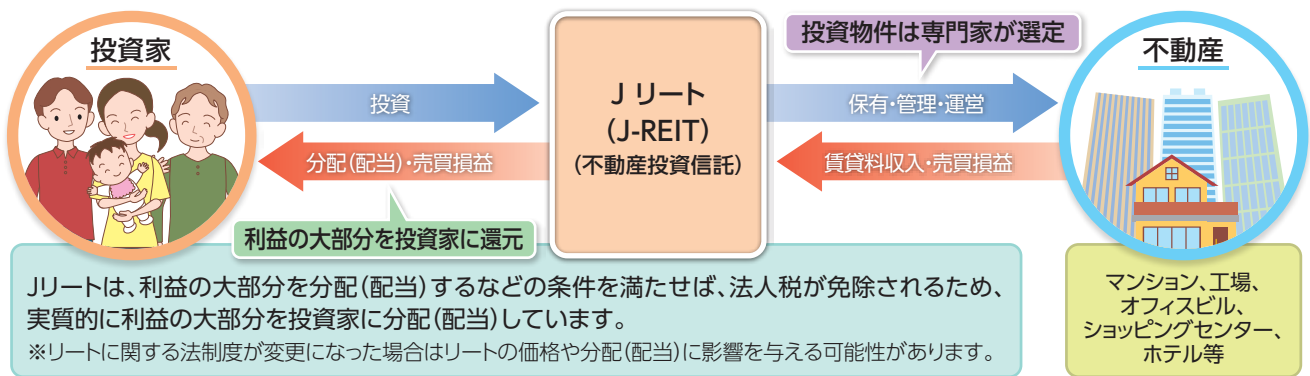 投資家
投資
分配(配当)・売買損益
利益の大部分を投資家に還元
Jリート
(J-REIT)
(不動産投資信託)
投資物件は専門家が選定
保有・管理・運営
賃貸料収入・売買損益
不動産
マンション、工場、
オフィスビル、
ショッピングセンター、
ホテル等
Jリートは、利益の大部分を分配(配当)するなどの条件を満たせば、法人税が免除されるため、
実質的に利益の大部分を投資家に分配(配当)しています。
※リートに関する法制度が変更になった場合はリートの価格や分配(配当)に影響を与える可能性があります。